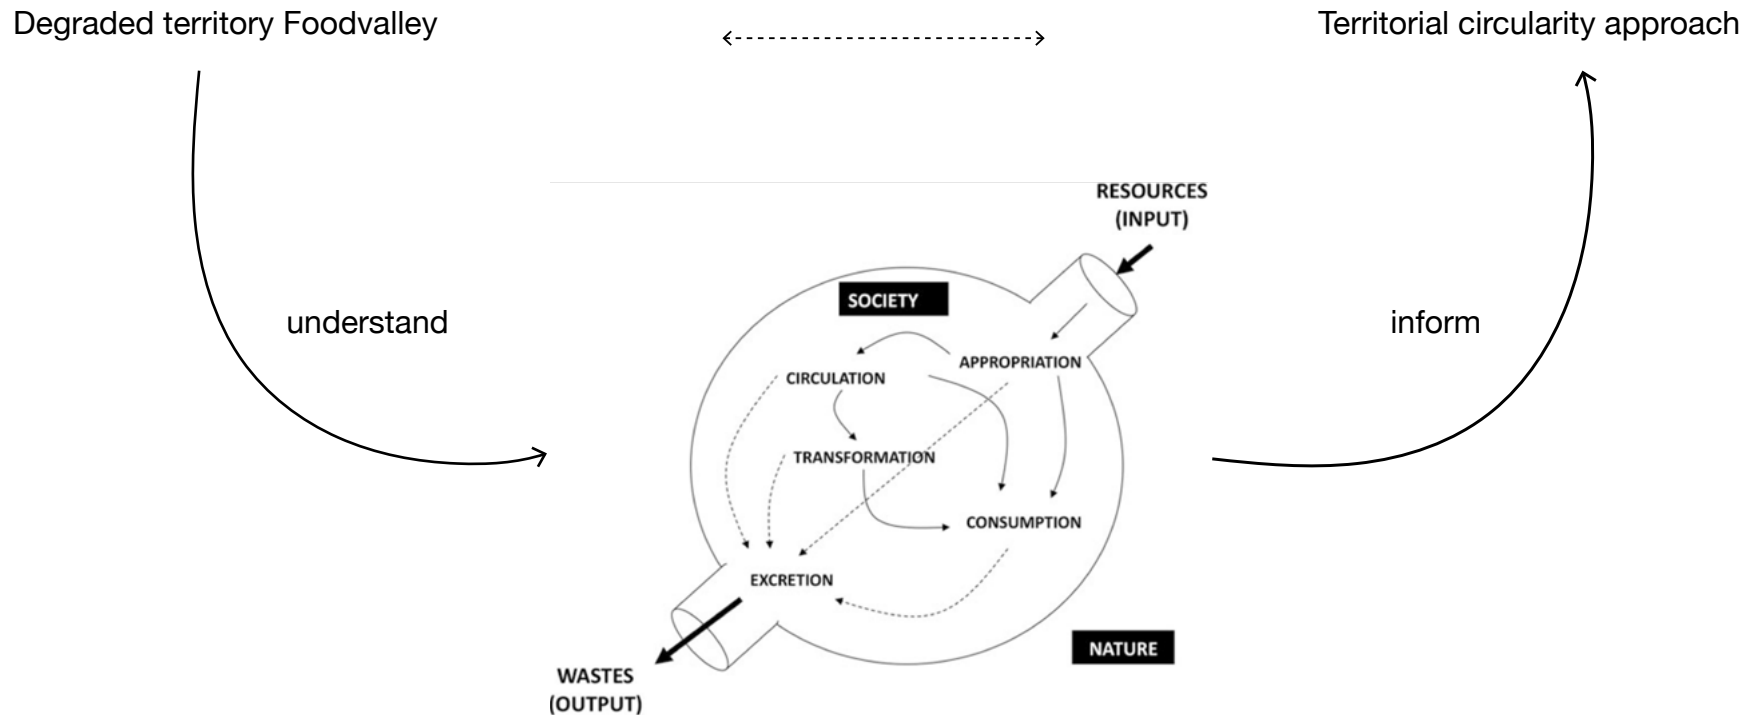 Degraded territory Foodvalley
Territorial circularity approach
RESOURCES
(INPUT)
SOCIETY
understand
inform
APPROPRIATION
CIRCULATION
TRANSFORMATION
CONSUMPTION
EXCRETION
NATURE
WASTES
(OUTPUT)